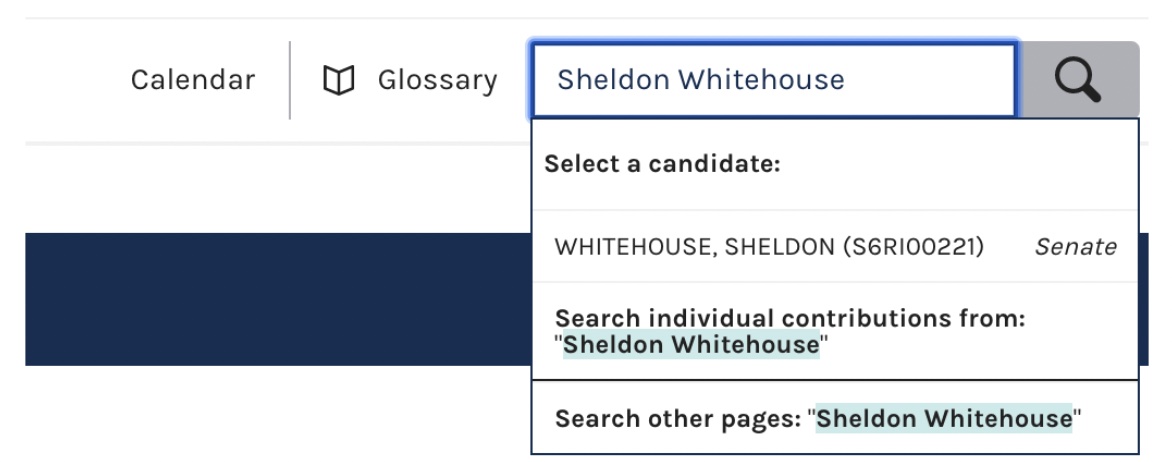 Calendar
Glossary
Sheldon Whitehouse
Select a candidate:
WHITEHOUSE, SHELDON (S6RI00221) Senate
Search individual contributions from:
"Sheldon Whitehouse"
Search other pages: "Sheldon Whitehouse"